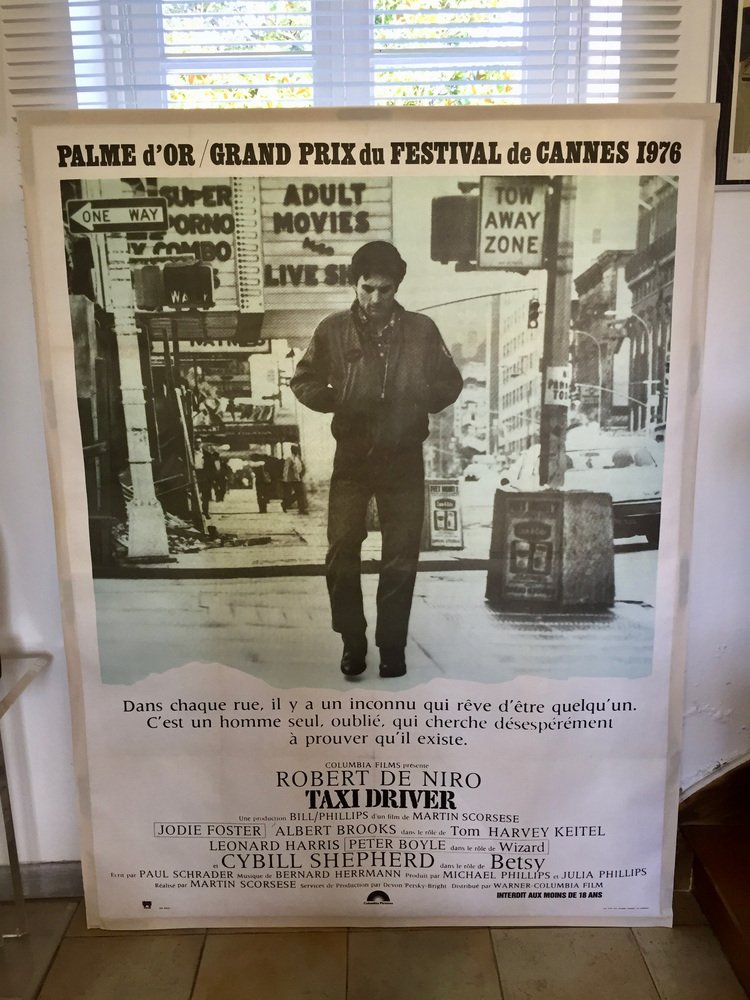 PALME d'OR / GRAND PRIX du FESTIVAL de CANNES 1976
ONE WAY
SUPER
PORNO
COMBO
ADULT
MOVIES
LIVE
TOW
AWAY
ZONE
Dans chaque rue, il y a un inconnu qui rêve d'être quelqu'un.
C'est un homme seul, oublié, qui cherche désespérément
à prouver qu'il existe.
COLUMBIA FILMS présente
ROBERT DE NIRO
TAXI DRIVER
Une production BILL/PHILLIPS d'un film de MARTIN SCORSESE
JODIE FOSTER ALBERT BROOKS dans le rôle de Tom HARVEY KEITEL
LEONARD HARRIS PETER BOYLE dans le rôle de Wizard
et CYBILL SHEPHERD dans le rôle de Betsy
Ecrit par PAUL SCHRADER Musique de BERNARD HERRMANN Produit par MICHAEL PHILLIPS et JULIA PHILLIPS
Réalisé par MARTIN SCORSESE Services de Production par Devon Persky-Bright Distribué par WARNER-COLUMBIA FILM
INTERDIT AUX MOINS DE 18 ANS
Columbia Pictures